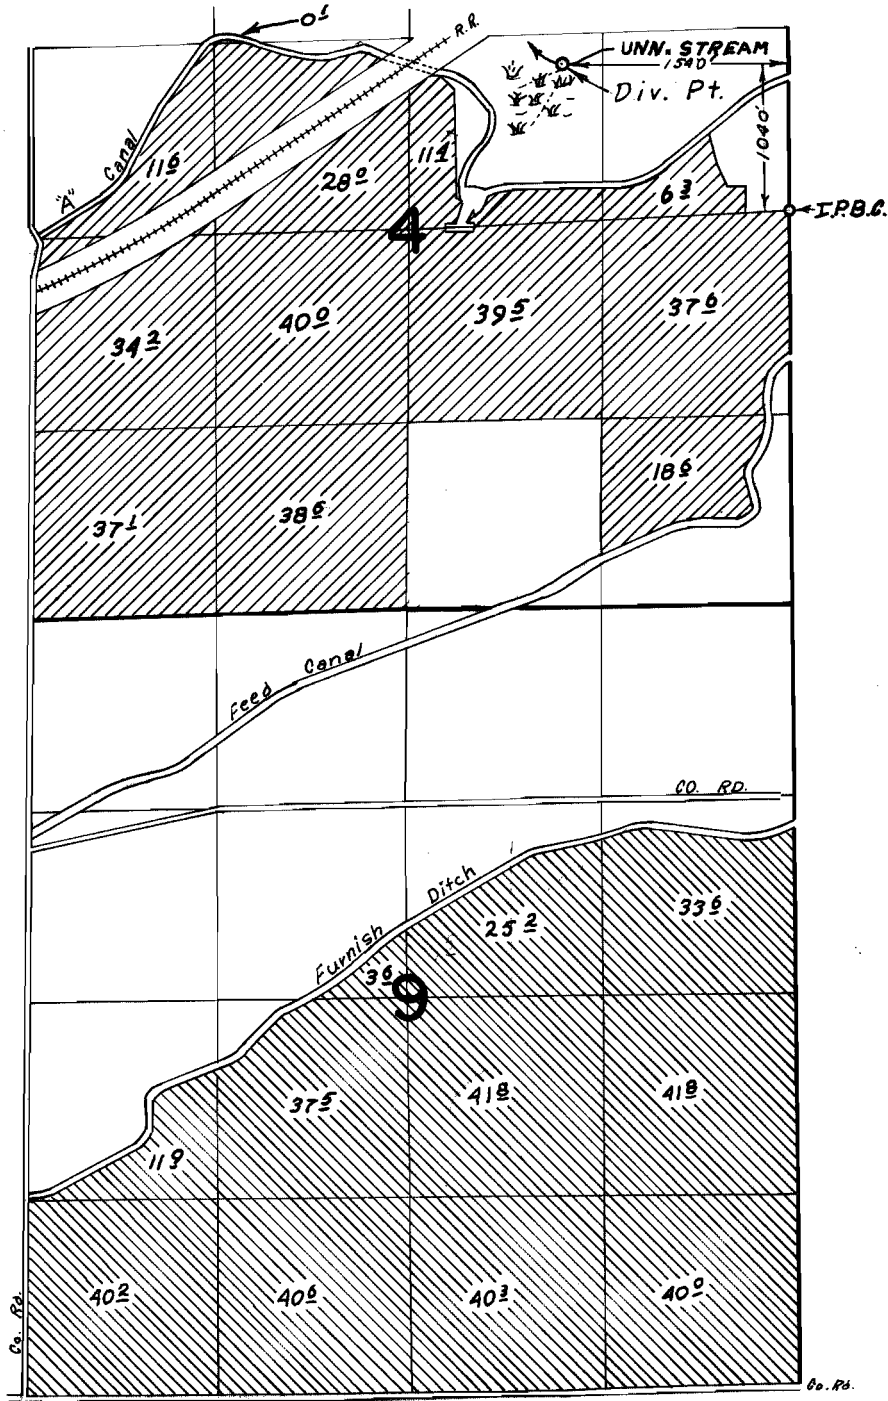 0 1
R.R.
UNN. STREAM
1540'
Div. Pt.
1040'
"A" Canal
11 6
28 0
11 4
6 3
I.P.B.C.
4
34 2
40 0
39 5
37 6
37 1
38 6
18 6
Feed Canal
CO. RD.
Furnish Ditch
25 2
33 6
3 6
9
37 5
41 8
41 8
11 9
40 2
40 6
40 3
40 0
Co. Rd.
Co. Rd.